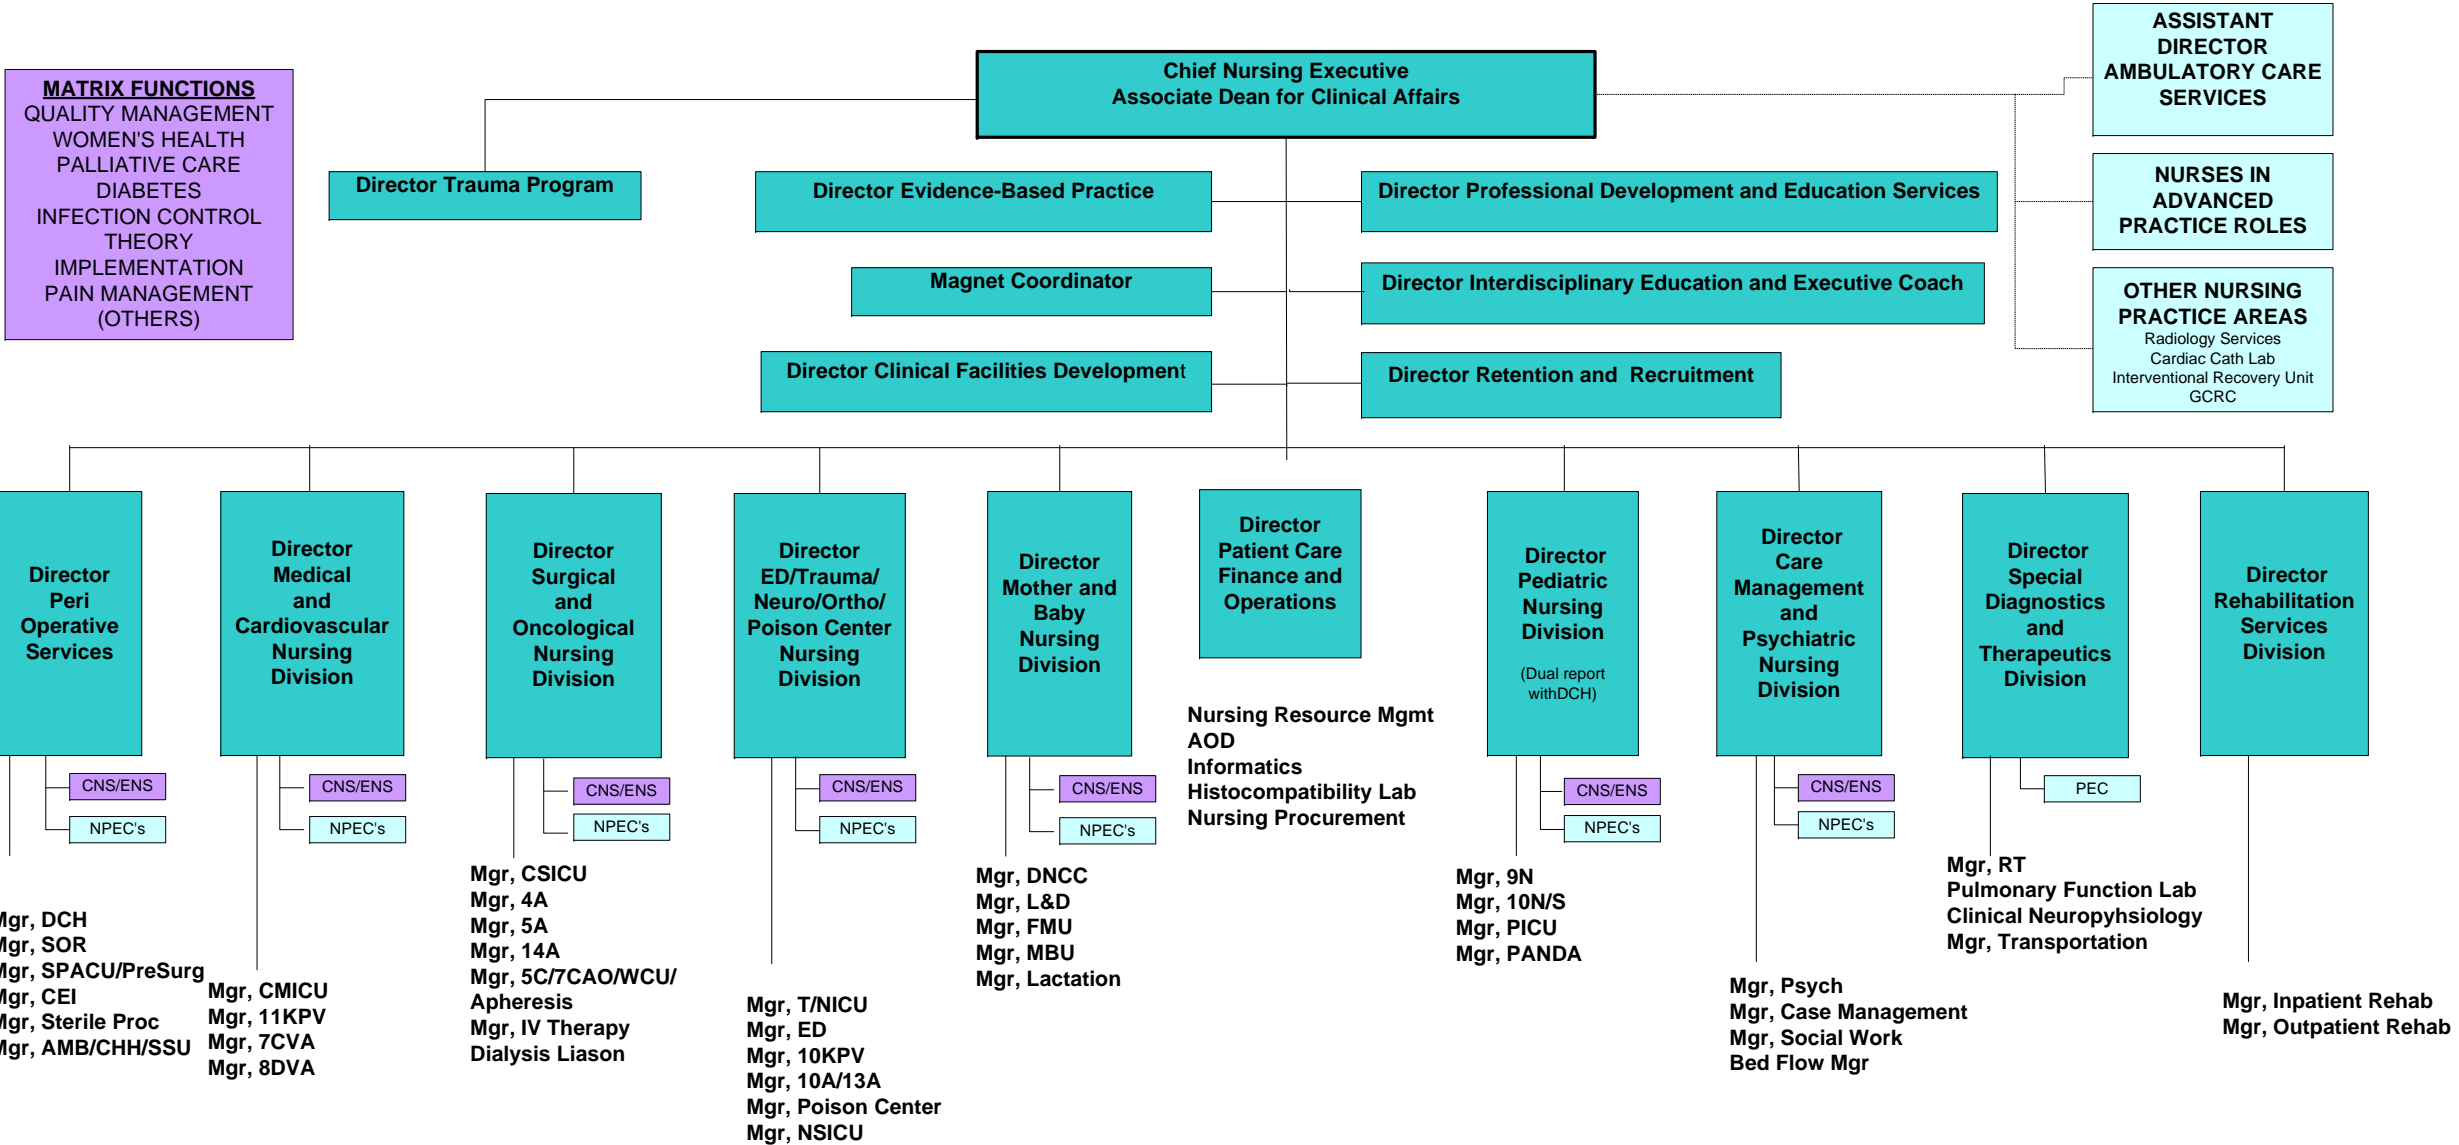 MATRIX FUNCTIONS
QUALITY MANAGEMENT
WOMEN'S HEALTH
PALLIATIVE CARE
DIABETES
INFECTION CONTROL
THEORY
IMPLEMENTATION
PAIN MANAGEMENT
(OTHERS)
Chief Nursing Executive
Associate Dean for Clinical Affairs
ASSISTANT
DIRECTOR
AMBULATORY CARE
SERVICES
NURSES IN
ADVANCED
PRACTICE ROLES
OTHER NURSING
PRACTICE AREAS
Radiology Services
Cardiac Cath Lab
Interventional Recovery Unit
GCRC
Director Trauma Program
Director Evidence-Based Practice
Director Professional Development and Education Services
Magnet Coordinator
Director Interdisciplinary Education and Executive Coach
Director Clinical Facilities Development
Director Retention and Recruitment
Director
Peri
Operative
Services
CNS/ENS
NPEC's
Mgr, DCH
Mgr, SOR
Mgr, SPACU/PreSurg
Mgr, CEI
Mgr, Sterile Proc
Mgr, AMB/CHH/SSU
Director
Medical
and
Cardiovascular
Nursing
Division
CNS/ENS
NPEC's
Mgr, CMICU
Mgr, 11KPV
Mgr, 7CVA
Mgr, 8DVA
Director
Surgical
and
Oncological
Nursing
Division
CNS/ENS
NPEC's
Mgr, CSICU
Mgr, 4A
Mgr, 5A
Mgr, 14A
Mgr, 5C/7CAO/WCU/
Apheresis
Mgr, IV Therapy
Dialysis Liason
Director
ED/Trauma/
Neuro/Ortho/
Poison Center
Nursing
Division
CNS/ENS
NPEC's
Mgr, T/NICU
Mgr, ED
Mgr, 10KPV
Mgr, 10A/13A
Mgr, Poison Center
Mgr, NSICU
Director
Mother and
Baby
Nursing
Division
CNS/ENS
NPEC's
Mgr, DNCC
Mgr, L&D
Mgr, FMU
Mgr, MBU
Mgr, Lactation
Director
Patient Care
Finance and
Operations
Nursing Resource Mgmt
AOD
Informatics
Histocompatibility Lab
Nursing Procurement
Director
Pediatric
Nursing
Division
(Dual report
withDCH)
CNS/ENS
NPEC's
Mgr, 9N
Mgr, 10N/S
Mgr, PICU
Mgr, PANDA
Director
Care
Management
and
Psychiatric
Nursing
Division
CNS/ENS
NPEC's
Mgr, Psych
Mgr, Case Management
Mgr, Social Work
Bed Flow Mgr
Director
Special
Diagnostics
and
Therapeutics
Division
PEC
Mgr, RT
Pulmonary Function Lab
Clinical Neuropyhsiology
Mgr, Transportation
Director
Rehabilitation
Services
Division
Mgr, Inpatient Rehab
Mgr, Outpatient Rehab